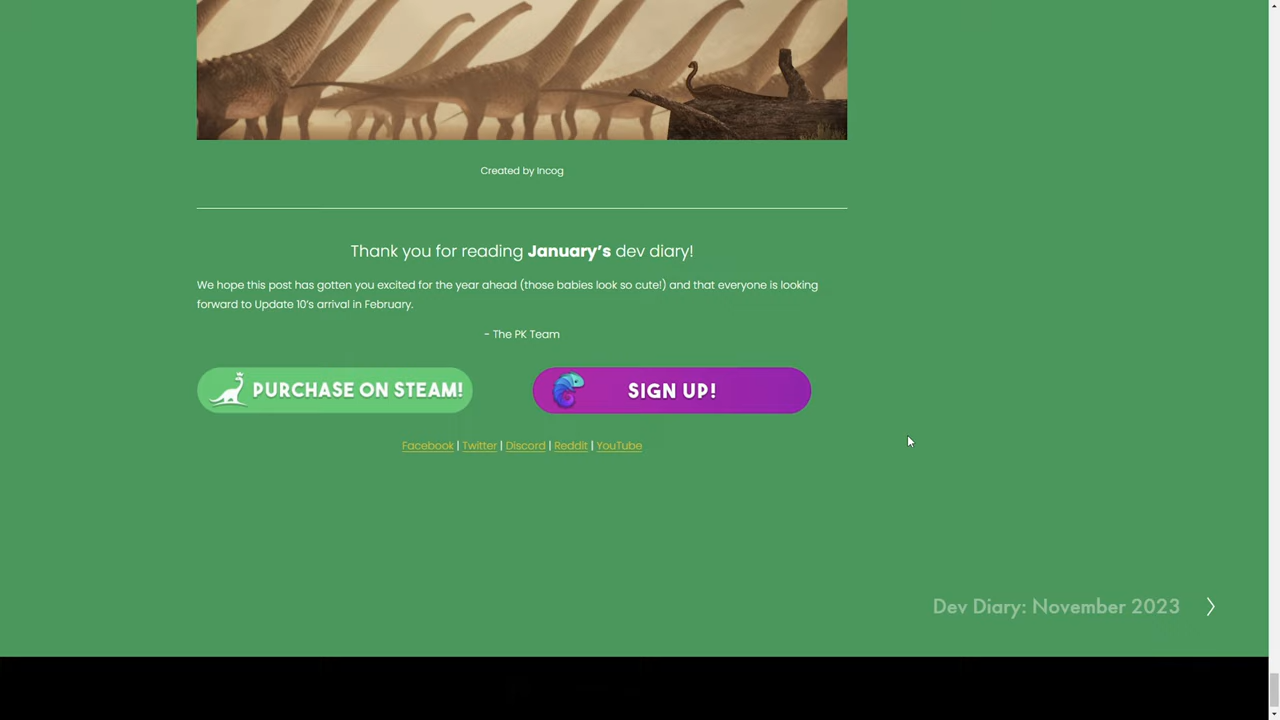 Created by Incog
Thank you for reading January's dev diary!
We hope this post has gotten you excited for the year ahead (those babies look so cute!) and that everyone is looking
forward to Update 10's arrival in February.
- The PK Team
PURCHASE ON STEAM!
SIGN UP!
Facebook | Twitter | Discord | Reddit | YouTube
Dev Diary: November 2023